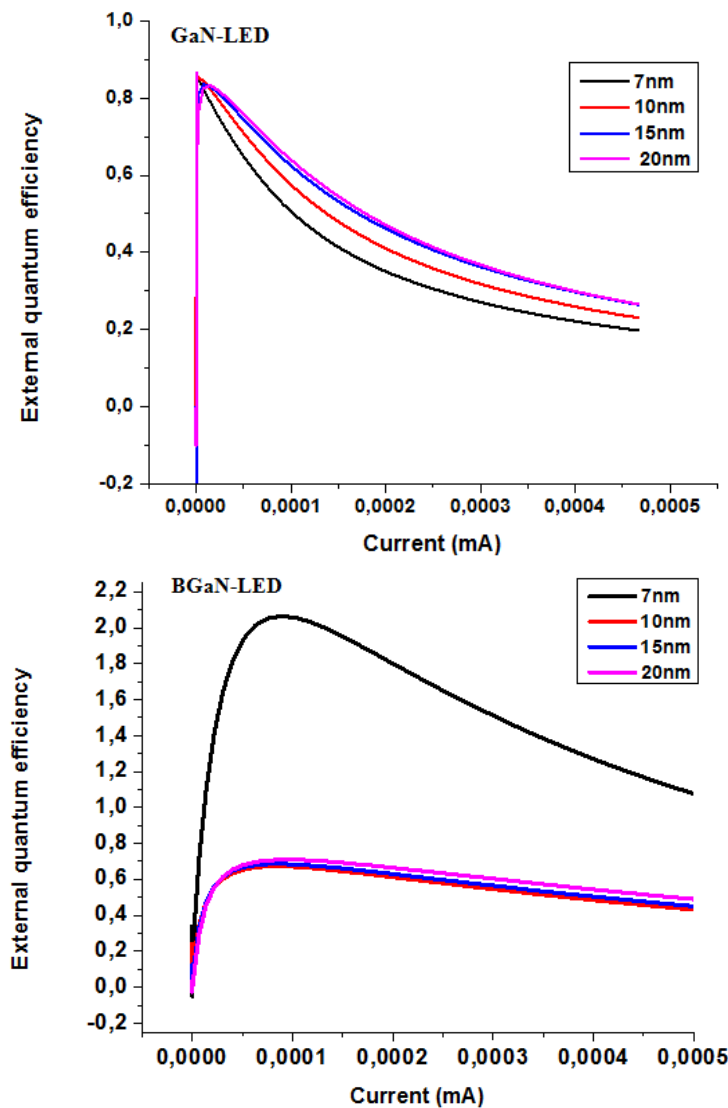 GaN-LED
7nm
10nm
15nm
20nm
External quantum efficiency
1,0
0,8
0,6
0,4
0,2
0,0
-0,2
0,0000 0,0001 0,0002 0,0003 0,0004 0,0005
Current (mA)
BGaN-LED
7nm
10nm
15nm
20nm
External quantum efficiency
2,2
2,0
1,8
1,6
1,4
1,2
1,0
0,8
0,6
0,4
0,2
0,0
-0,2
0,0000 0,0001 0,0002 0,0003 0,0004 0,0005
Current (mA)